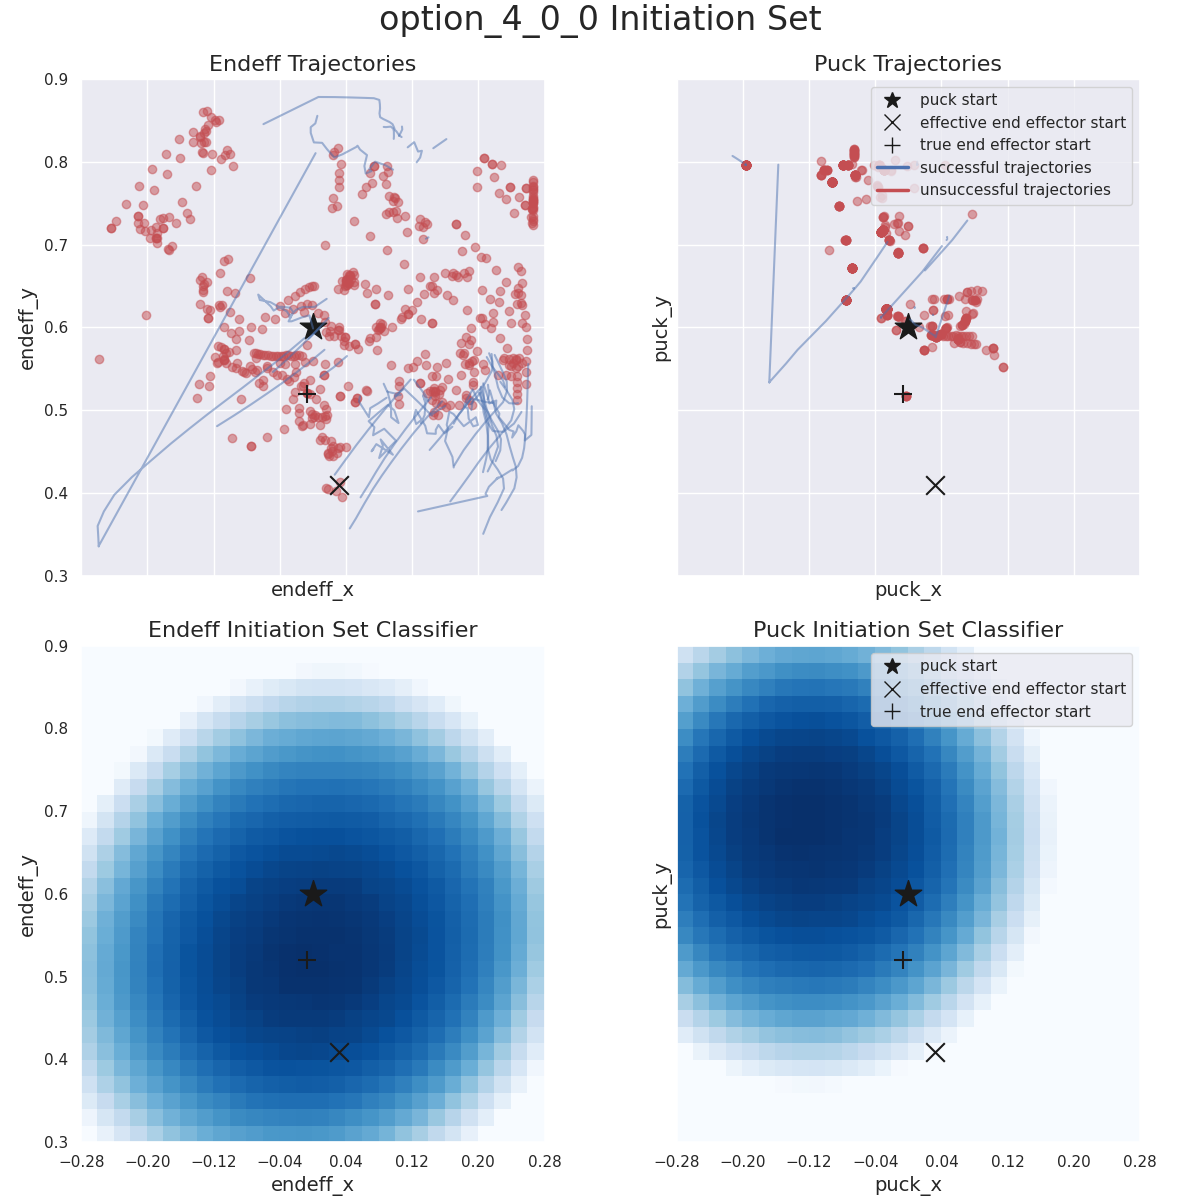 option_4_0_0 Initiation Set
Endeff Trajectories
0.9
0.8
0.7
0.6
0.5
0.4
0.3
endeff_y
endeff_x
Puck Trajectories
puck start
effective end effector start
true end effector start
successful trajectories
unsuccessful trajectories
puck_y
puck_x
Endeff Initiation Set Classifier
0.9
0.8
0.7
0.6
0.5
0.4
0.3
endeff_y
−0.28 −0.20 −0.12 −0.04 0.04 0.12 0.20 0.28
endeff_x
Puck Initiation Set Classifier
puck start
effective end effector start
true end effector start
puck_y
−0.28 −0.20 −0.12 −0.04 0.04 0.12 0.20 0.28
puck_x